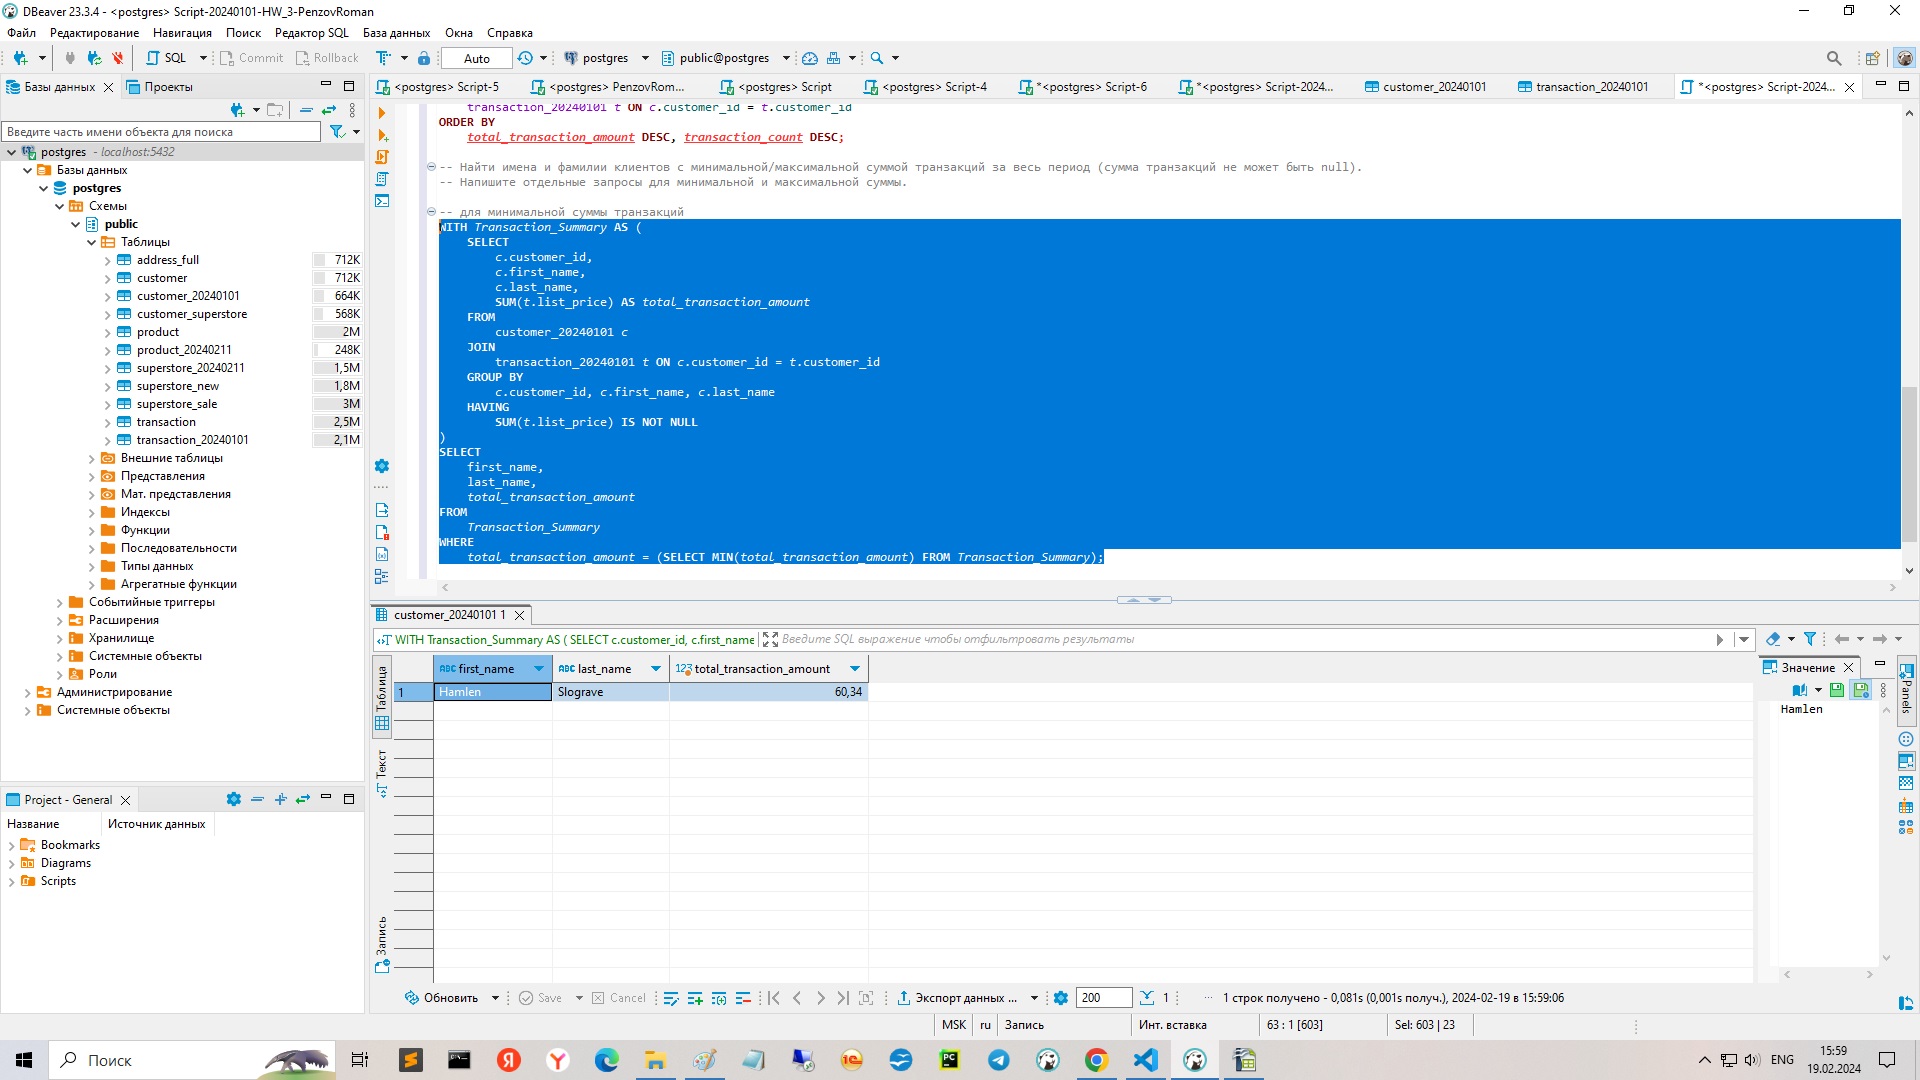 DBeaver 23.3.4 - <postgres> Script-20240101-HW_3-PenzovRoman
Файл Редактирование Навигация Поиск Редактор SQL База данных Окна Справка
SQL Commit Rollback Auto postgres public@postgres
Базы данных Проекты
<postgres> Script-5 <postgres> PenzovRom... <postgres> Script <postgres> Script-4 *<postgres> Script-6 *<postgres> Script-2024... customer_20240101 transaction_20240101 *<postgres> Script-2024...
Введите часть имени объекта для поиска
postgres - localhost:5432
Базы данных
postgres
Схемы
public
Таблицы
address_full 712K
customer 712K
customer_20240101 664K
customer_superstore 568K
product 2M
product_20240211 248K
superstore_20240211 1,5M
superstore_new 1,8M
superstore_sale 3M
transaction 2,5M
transaction_20240101 2,1M
Внешние таблицы
Представления
Мат. представления
Индексы
Функции
Последовательности
Типы данных
Агрегатные функции
Событийные триггеры
Расширения
Хранилище
Системные объекты
Роли
Администрирование
Системные объекты
Project - General
Название Источник данных
Bookmarks
Diagrams
Scripts
transaction_20240101 t ON c.customer_id = t.customer_id
ORDER BY
total_transaction_amount DESC, transaction_count DESC;
-- Найти имена и фамилии клиентов с минимальной/максимальной суммой транзакций за весь период (сумма транзакций не может быть null).
-- Напишите отдельные запросы для минимальной и максимальной суммы.
-- для минимальной суммы транзакций
WITH Transaction_Summary AS (
SELECT
c.customer_id,
c.first_name,
c.last_name,
SUM(t.list_price) AS total_transaction_amount
FROM
customer_20240101 c
JOIN
transaction_20240101 t ON c.customer_id = t.customer_id
GROUP BY
c.customer_id, c.first_name, c.last_name
HAVING
SUM(t.list_price) IS NOT NULL
)
SELECT
first_name,
last_name,
total_transaction_amount
FROM
Transaction_Summary
WHERE
total_transaction_amount = (SELECT MIN(total_transaction_amount) FROM Transaction_Summary);
customer_20240101 1
WITH Transaction_Summary AS ( SELECT c.customer_id, c.first_name Введите SQL выражение чтобы отфильтровать результаты
Таблица
Текст
Запись
ABC first_name ABC last_name 123 total_transaction_amount
1 Hamlen Slograve 60,34
Значение
Hamlen
Panels
Обновить Save Cancel Экспорт данных ... 200 1 ... 1 строк получено - 0,081s (0,001s получ.), 2024-02-19 в 15:59:06
MSK ru Запись Инт. вставка 63 : 1 [603] Sel: 603 | 23
Поиск
ENG
15:59
19.02.2024